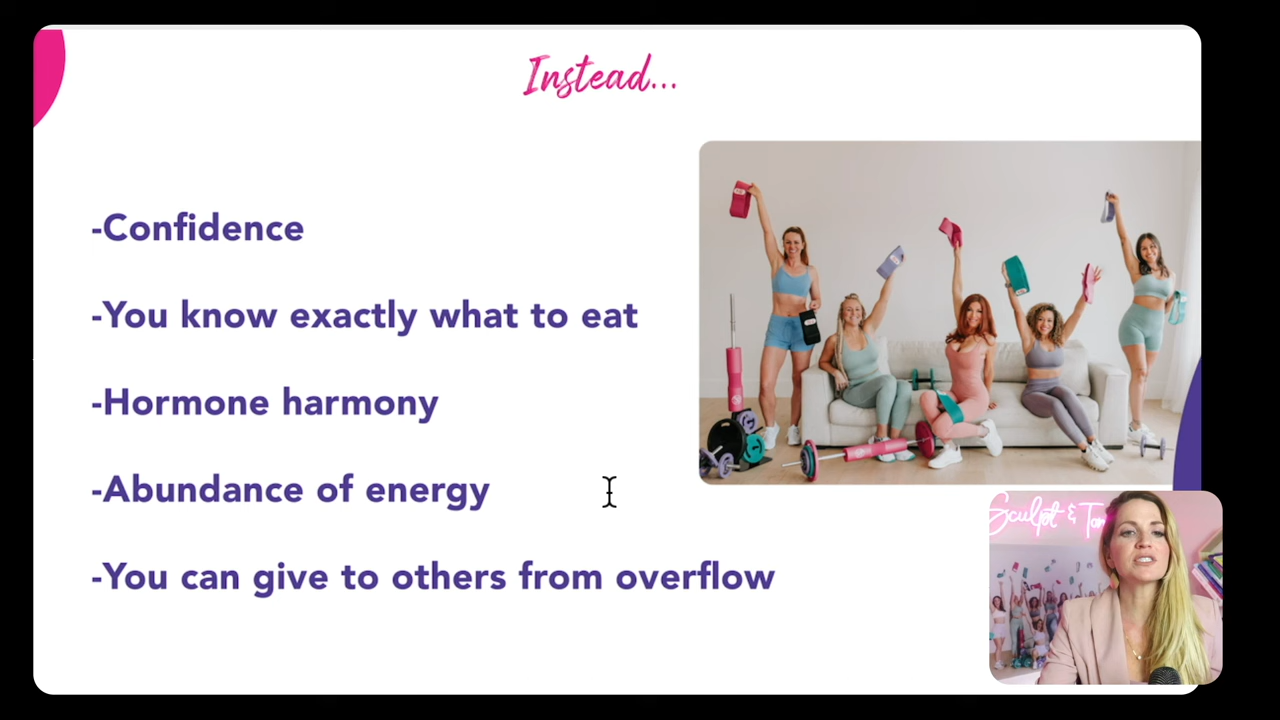 Instead...
-Confidence
-You know exactly what to eat
-Hormone harmony
-Abundance of energy
-You can give to others from overflow
Sculpt &